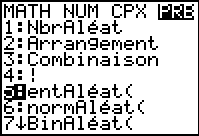 MATH NUM CPX PRB
1:NbrAléat
2:Arrangement
3:Combinaison
4:!
5:entAléat(
6:normAléat(
7↓BinAléat(